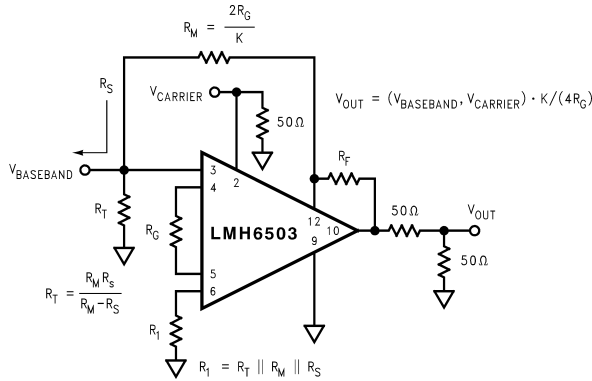 R_M = 2R_G / K
R_S
V_CARRIER
50Ω
V_OUT = (V_BASEBAND, V_CARRIER) · K/(4R_G)
V_BASEBAND
3
4
2
R_F
R_T
R_G
LMH6503
12
10
9
50Ω
V_OUT
50Ω
5
6
R_T = R_M R_s / R_M – R_S
R_1
R_1 = R_T || R_M || R_S